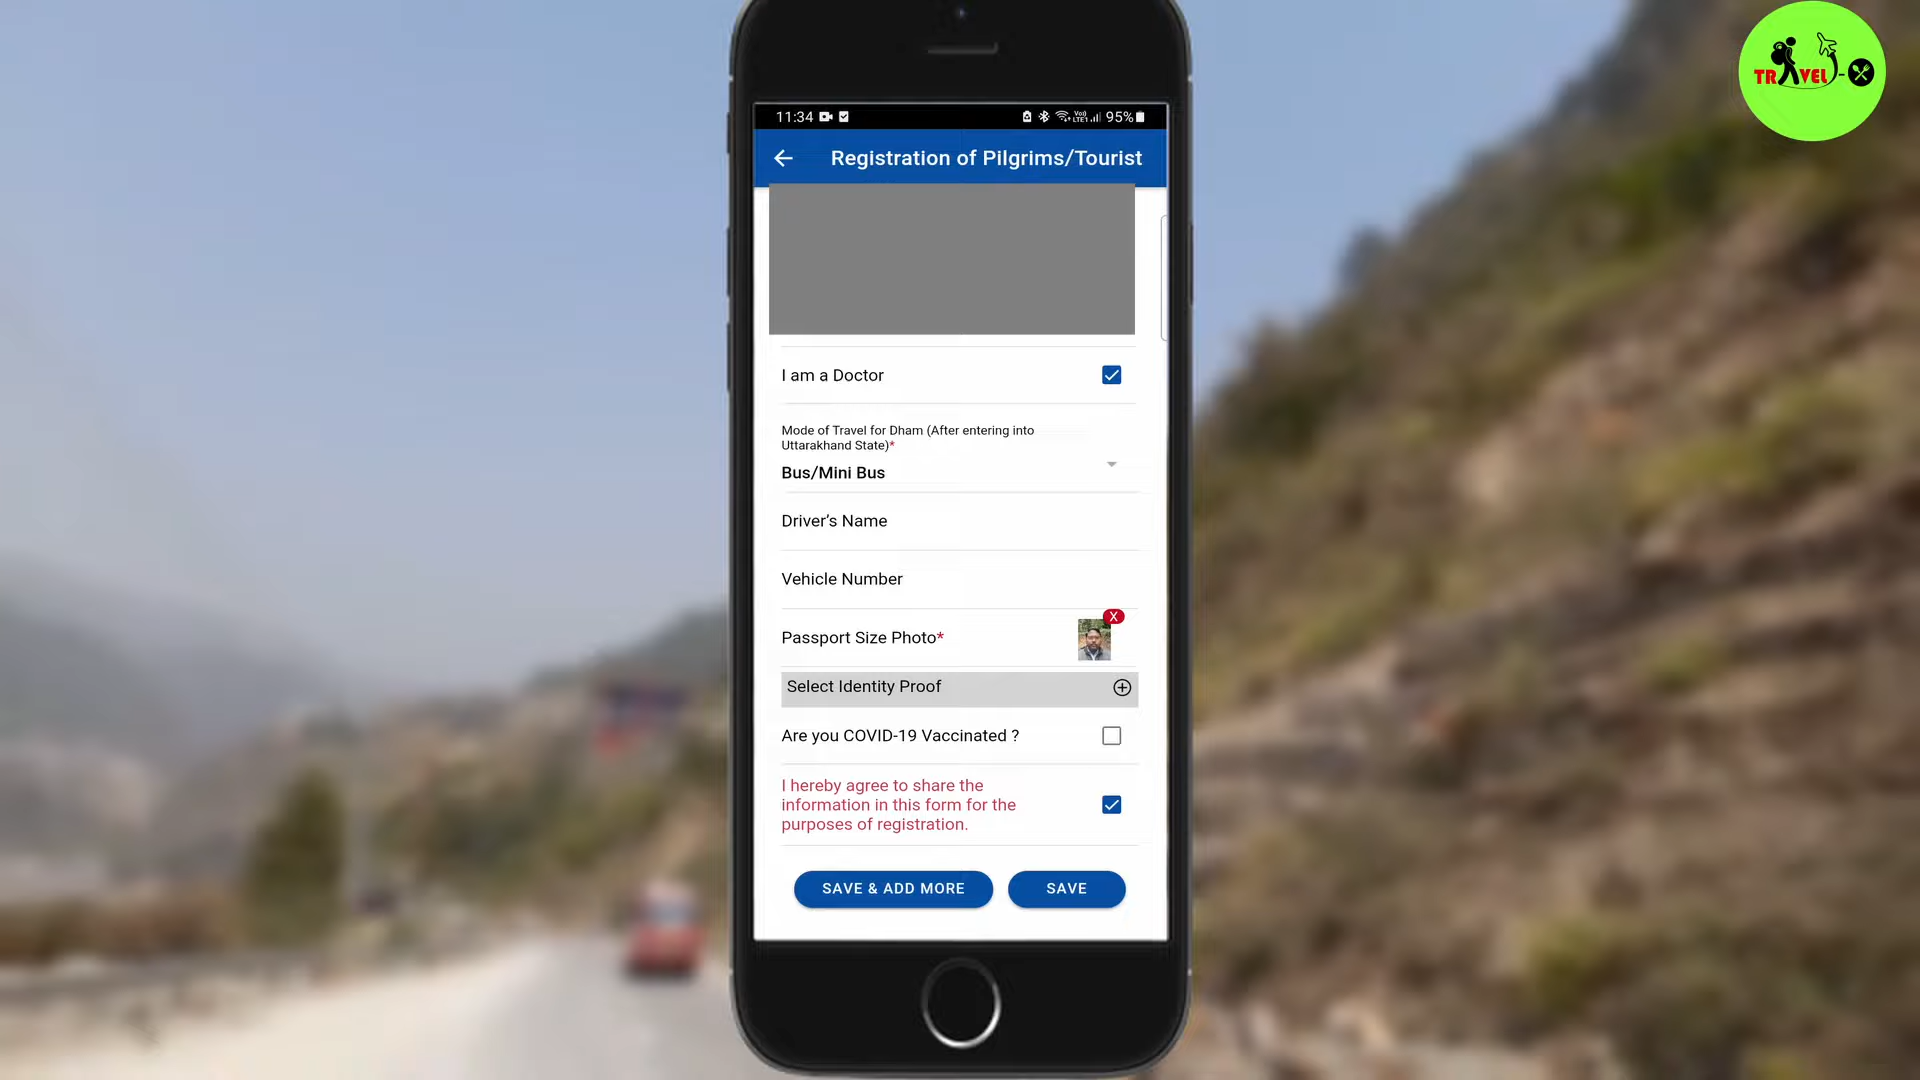 TRAVEL-O
11:34 95%
Registration of Pilgrims/Tourist
I am a Doctor
Mode of Travel for Dham (After entering into
Uttarakhand State)*
Bus/Mini Bus
Driver’s Name
Vehicle Number
X
Passport Size Photo*
Select Identity Proof
Are you COVID-19 Vaccinated ?
I hereby agree to share the
information in this form for the
purposes of registration.
SAVE & ADD MORE SAVE